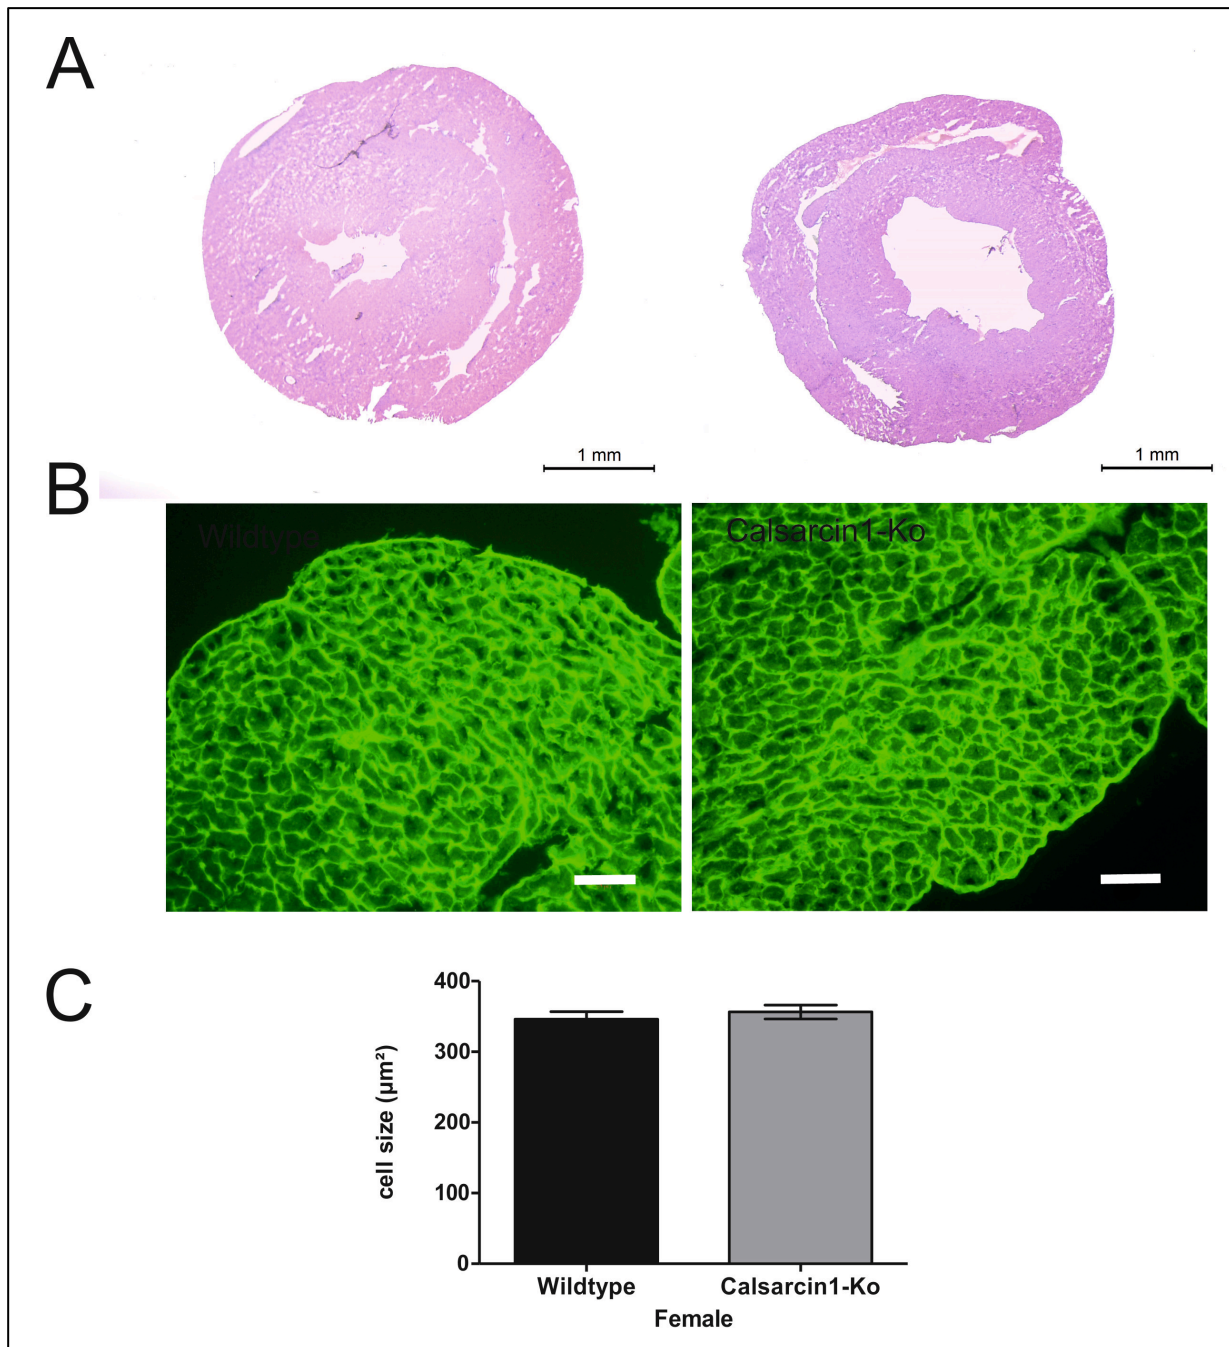 A
1 mm
1 mm
B
Wildtype
Calsarcin1-Ko
C
400
300
200
100
0
cell size (µm²)
Wildtype
Calsarcin1-Ko
Female